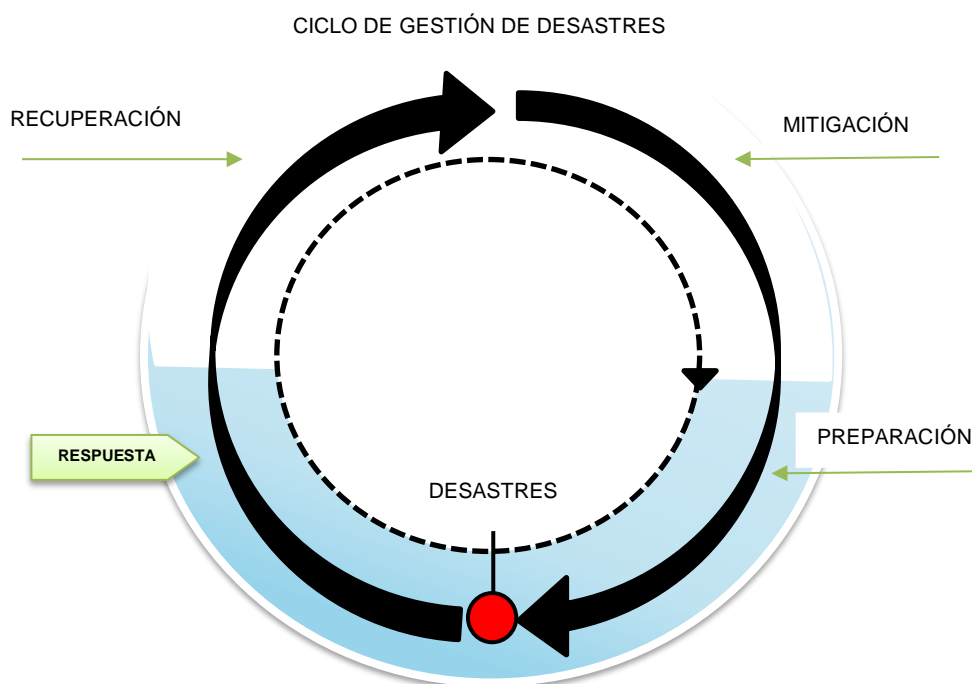 CICLO DE GESTIÓN DE DESASTRES
RECUPERACIÓN
MITIGACIÓN
RESPUESTA
PREPARACIÓN
DESASTRES